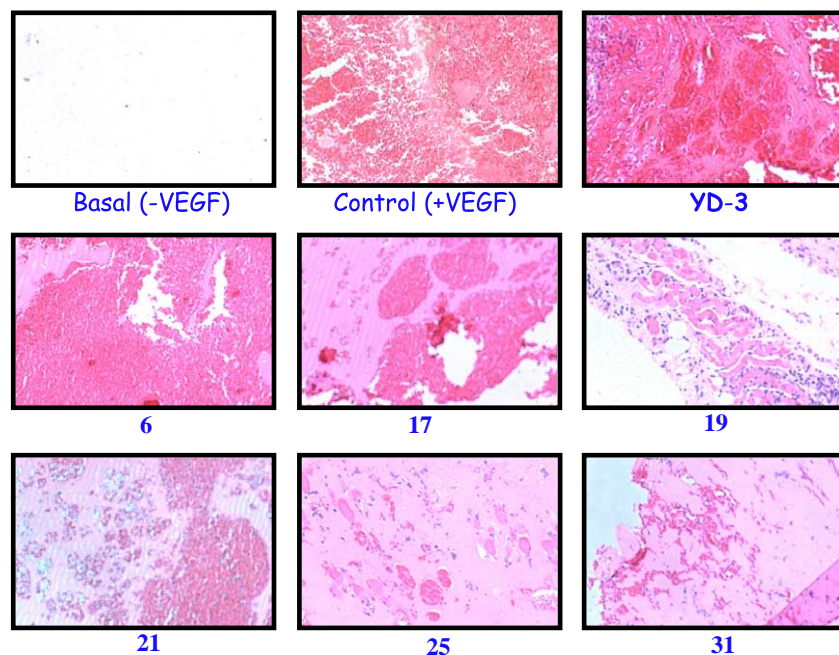 Basal (-VEGF)
Control (+VEGF)
YD-3
6
17
19
21
25
31